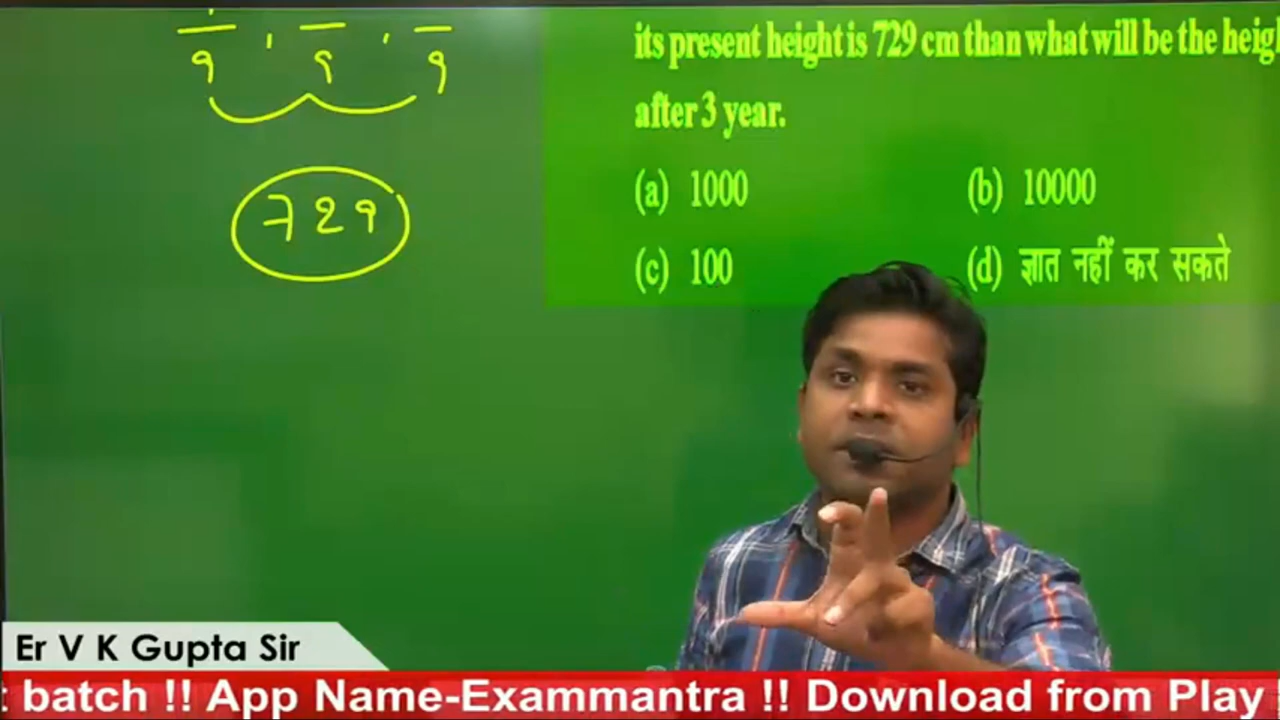 9 , 9 , 9
729
its present height is 729 cm than what will be the heig
after 3 year.
(a) 1000
(b) 10000
(c) 100
(d) ज्ञात नहीं कर सकते
Er V K Gupta Sir
t batch !! App Name-Exammantra !! Download from Play